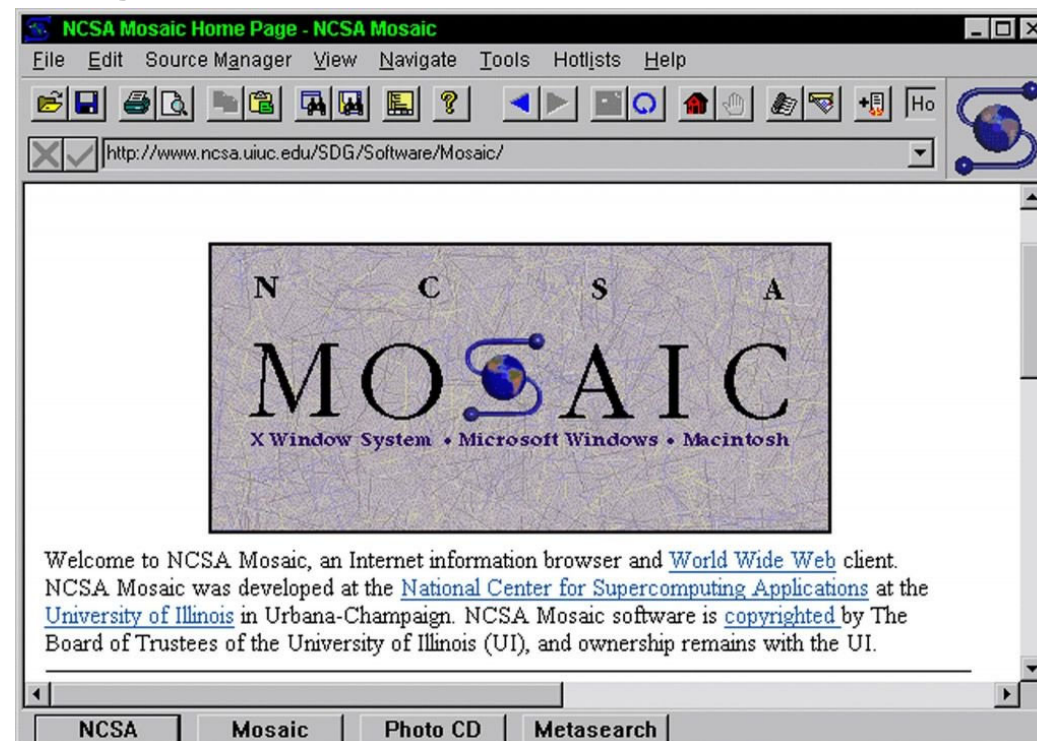 NCSA Mosaic Home Page - NCSA Mosaic
File Edit Source Manager View Navigate Tools Hotlists Help
Ho
http://www.ncsa.uiuc.edu/SDG/Software/Mosaic/
N C S A
MOSAIC
X Window System • Microsoft Windows • Macintosh
Welcome to NCSA Mosaic, an Internet information browser and World Wide Web client.
NCSA Mosaic was developed at the National Center for Supercomputing Applications at the
University of Illinois in Urbana-Champaign. NCSA Mosaic software is copyrighted by The
Board of Trustees of the University of Illinois (UI), and ownership remains with the UI.
NCSA Mosaic Photo CD Metasearch